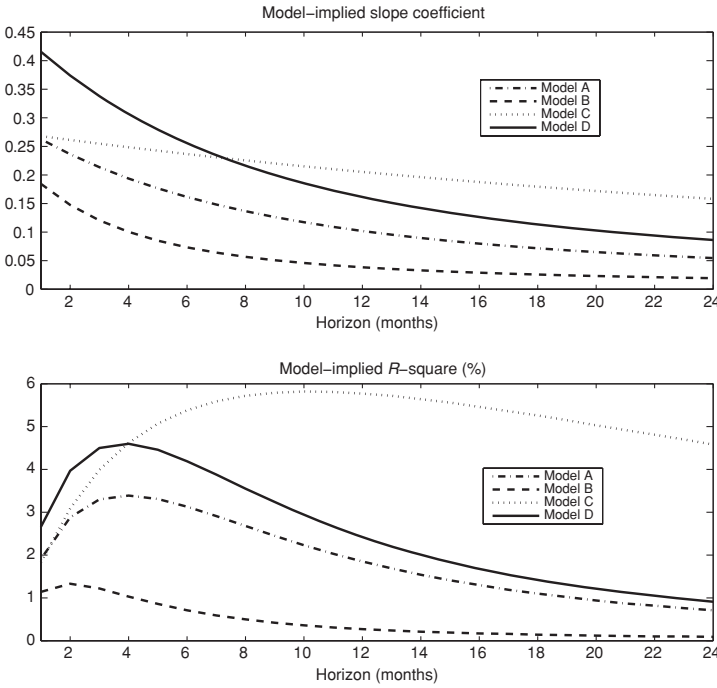 Model–implied slope coefficient
0.45
0.4
0.35
0.3
0.25
0.2
0.15
0.1
0.05
0
Model A
Model B
Model C
Model D
2 4 6 8 10 12 14 16 18 20 22 24
Horizon (months)
Model–implied R–square (%)
6
5
4
3
2
1
0
Model A
Model B
Model C
Model D
2 4 6 8 10 12 14 16 18 20 22 24
Horizon (months)